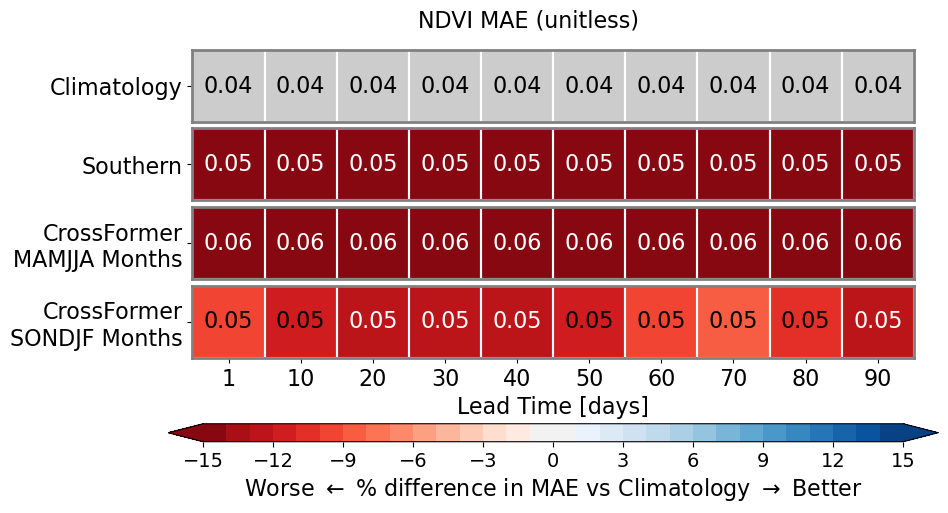 NDVI MAE (unitless)
Climatology 0.04 0.04 0.04 0.04 0.04 0.04 0.04 0.04 0.04 0.04
Southern 0.05 0.05 0.05 0.05 0.05 0.05 0.05 0.05 0.05 0.05
CrossFormer
MAMJJA Months 0.06 0.06 0.06 0.06 0.06 0.06 0.06 0.06 0.06 0.06
CrossFormer
SONDJF Months 0.05 0.05 0.05 0.05 0.05 0.05 0.05 0.05 0.05 0.05
1 10 20 30 40 50 60 70 80 90
Lead Time [days]
−15 −12 −9 −6 −3 0 3 6 9 12 15
Worse ← % difference in MAE vs Climatology → Better